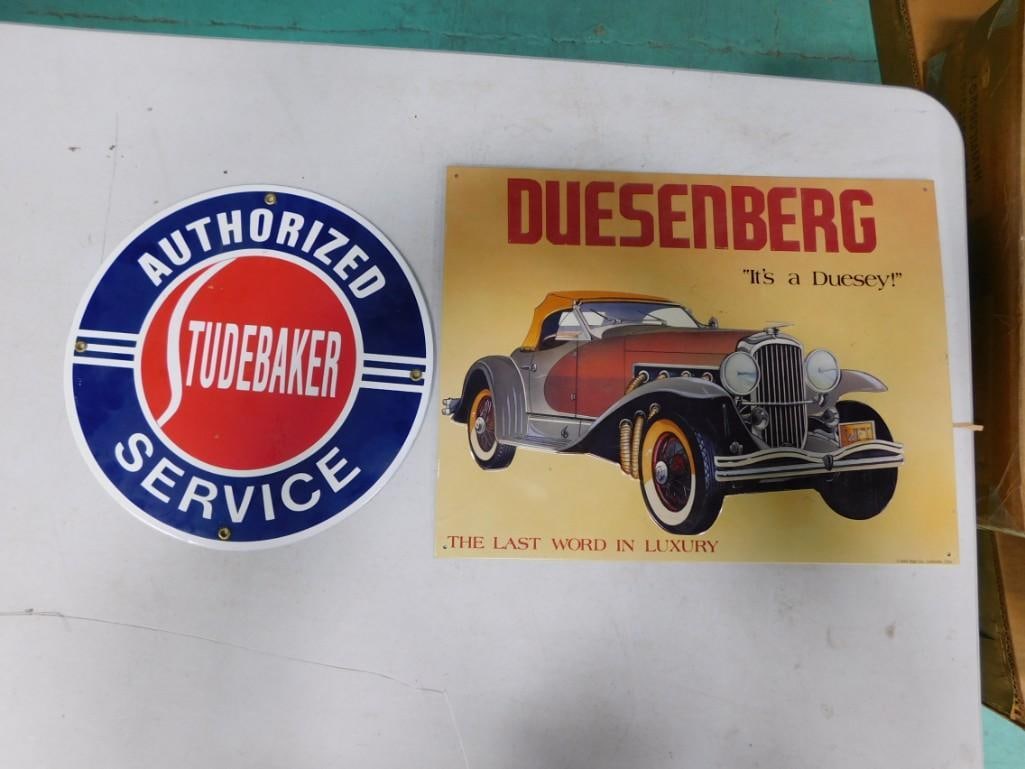 AUTHORIZED
STUDEBAKER
SERVICE
DUESENBERG
"It's a Duesey!"
THE LAST WORD IN LUXURY